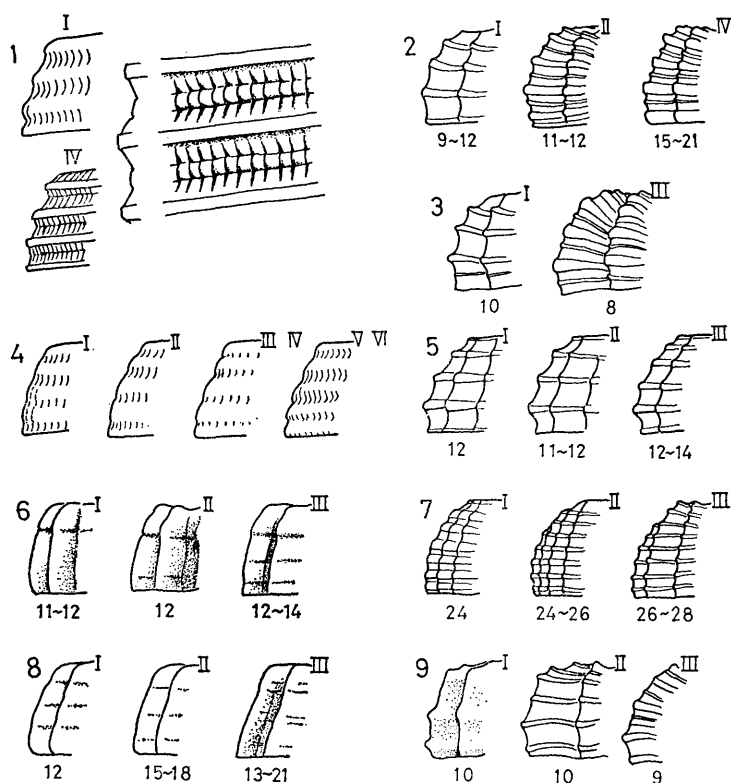 1 I
IV
2 I II IV
9~12 11~12 15~21
3 I III
10 8
4 I II III IV V VI
5 I II III
12 11~12 12~14
6 I II III
11~12 12 12~14
7 I II III
24 24~26 26~28
8 I II III
12 15~18 13~21
9 I II III
10 10 9